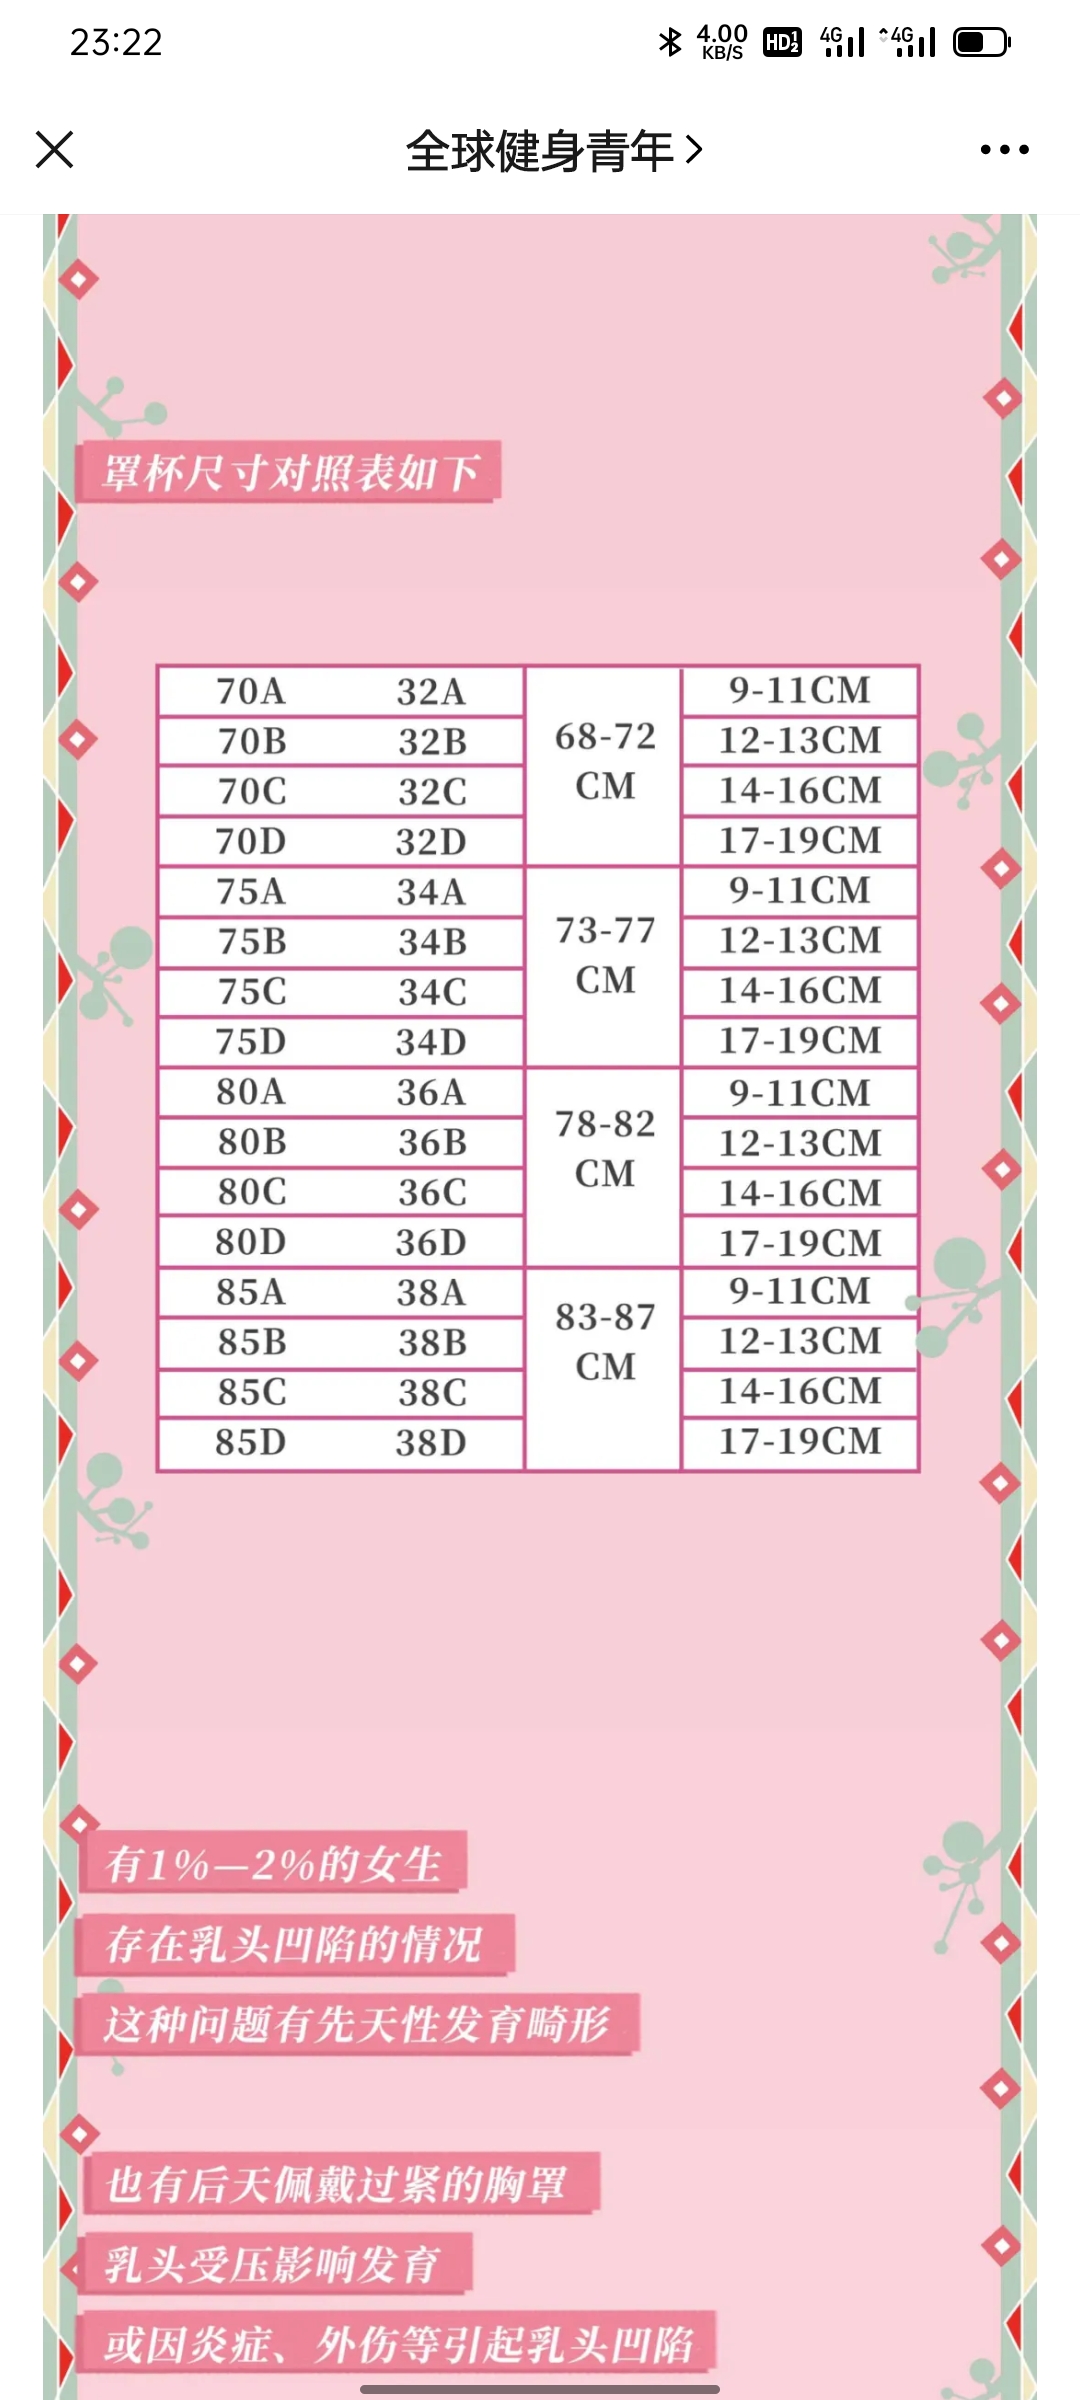 23:22
4.00 KB/S HD 1 2 4G 4G
全球健身青年
罩杯尺寸对照表如下
70A 32A 68-72 CM 9-11CM
70B 32B 12-13CM
70C 32C 14-16CM
70D 32D 17-19CM
75A 34A 73-77 CM 9-11CM
75B 34B 12-13CM
75C 34C 14-16CM
75D 34D 17-19CM
80A 36A 78-82 CM 9-11CM
80B 36B 12-13CM
80C 36C 14-16CM
80D 36D 17-19CM
85A 38A 83-87 CM 9-11CM
85B 38B 12-13CM
85C 38C 14-16CM
85D 38D 17-19CM
有1%—2%的女生
存在乳头凹陷的情况
这种问题有先天性发育畸形
也有后天佩戴过紧的胸罩
乳头受压影响发育
或因炎症、外伤等引起乳头凹陷